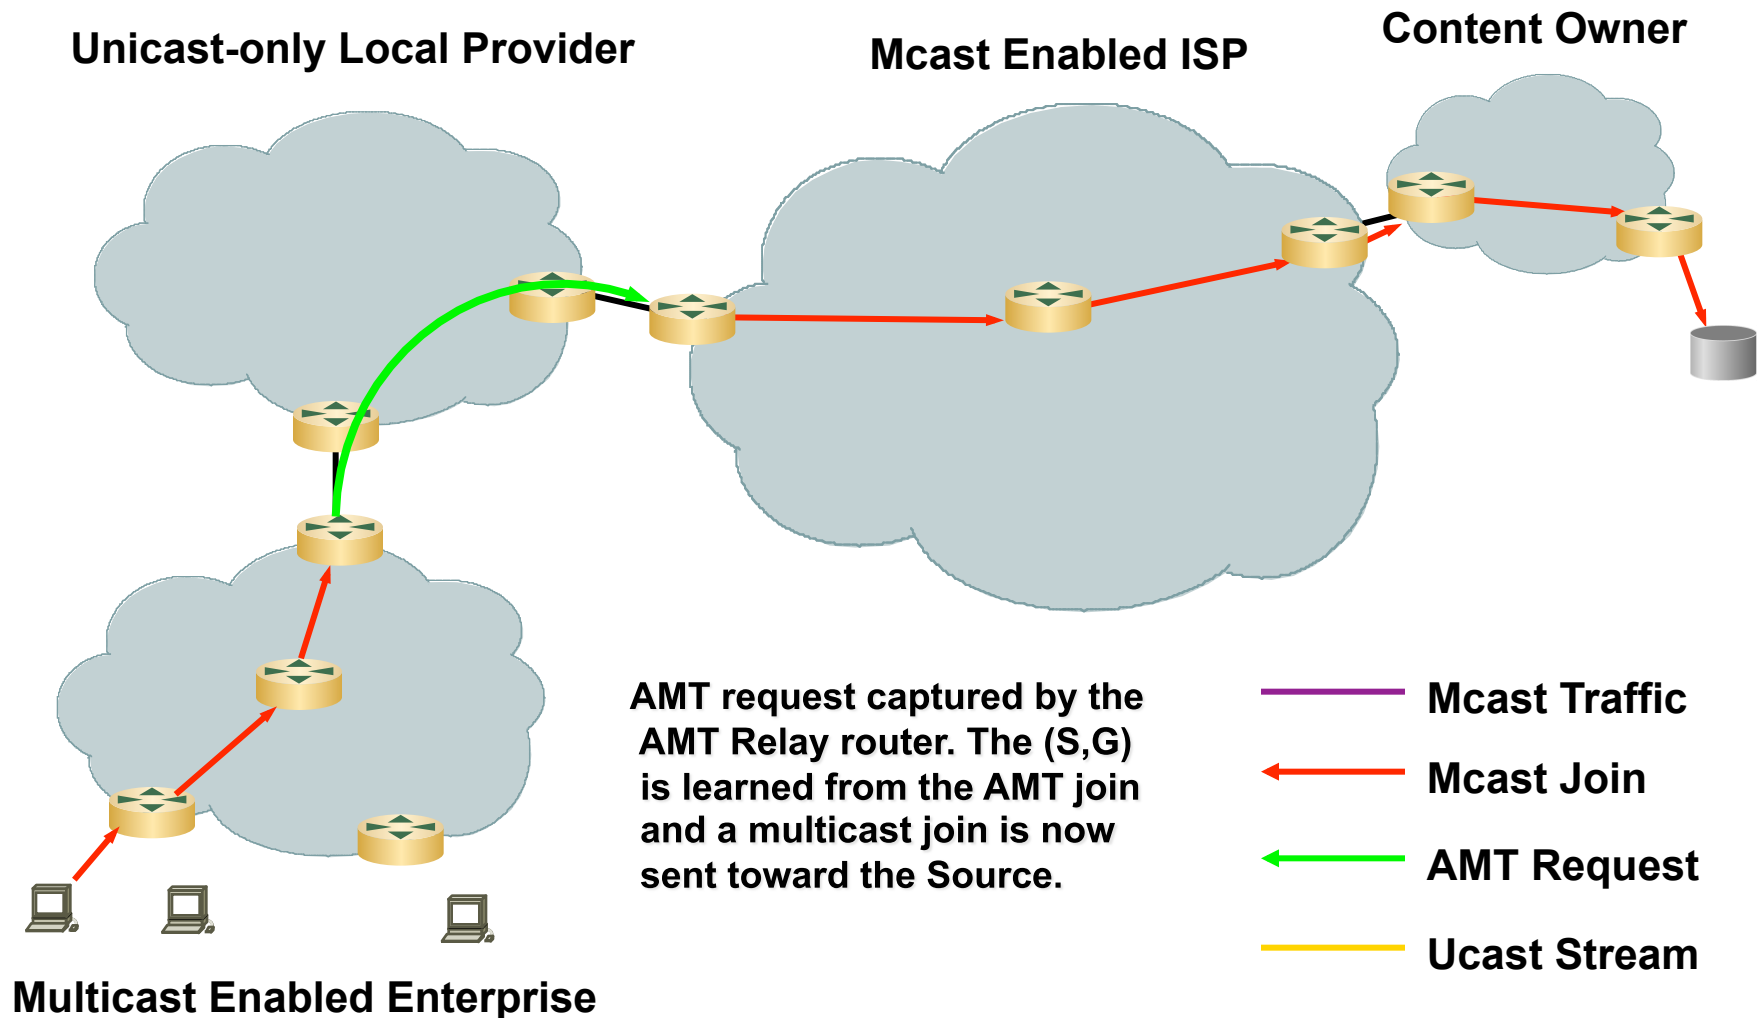 Unicast-only Local Provider
Mcast Enabled ISP
Content Owner
AMT request captured by the
AMT Relay router. The (S,G)
is learned from the AMT join
and a multicast join is now
sent toward the Source.
Mcast Traffic
Mcast Join
AMT Request
Ucast Stream
Multicast Enabled Enterprise